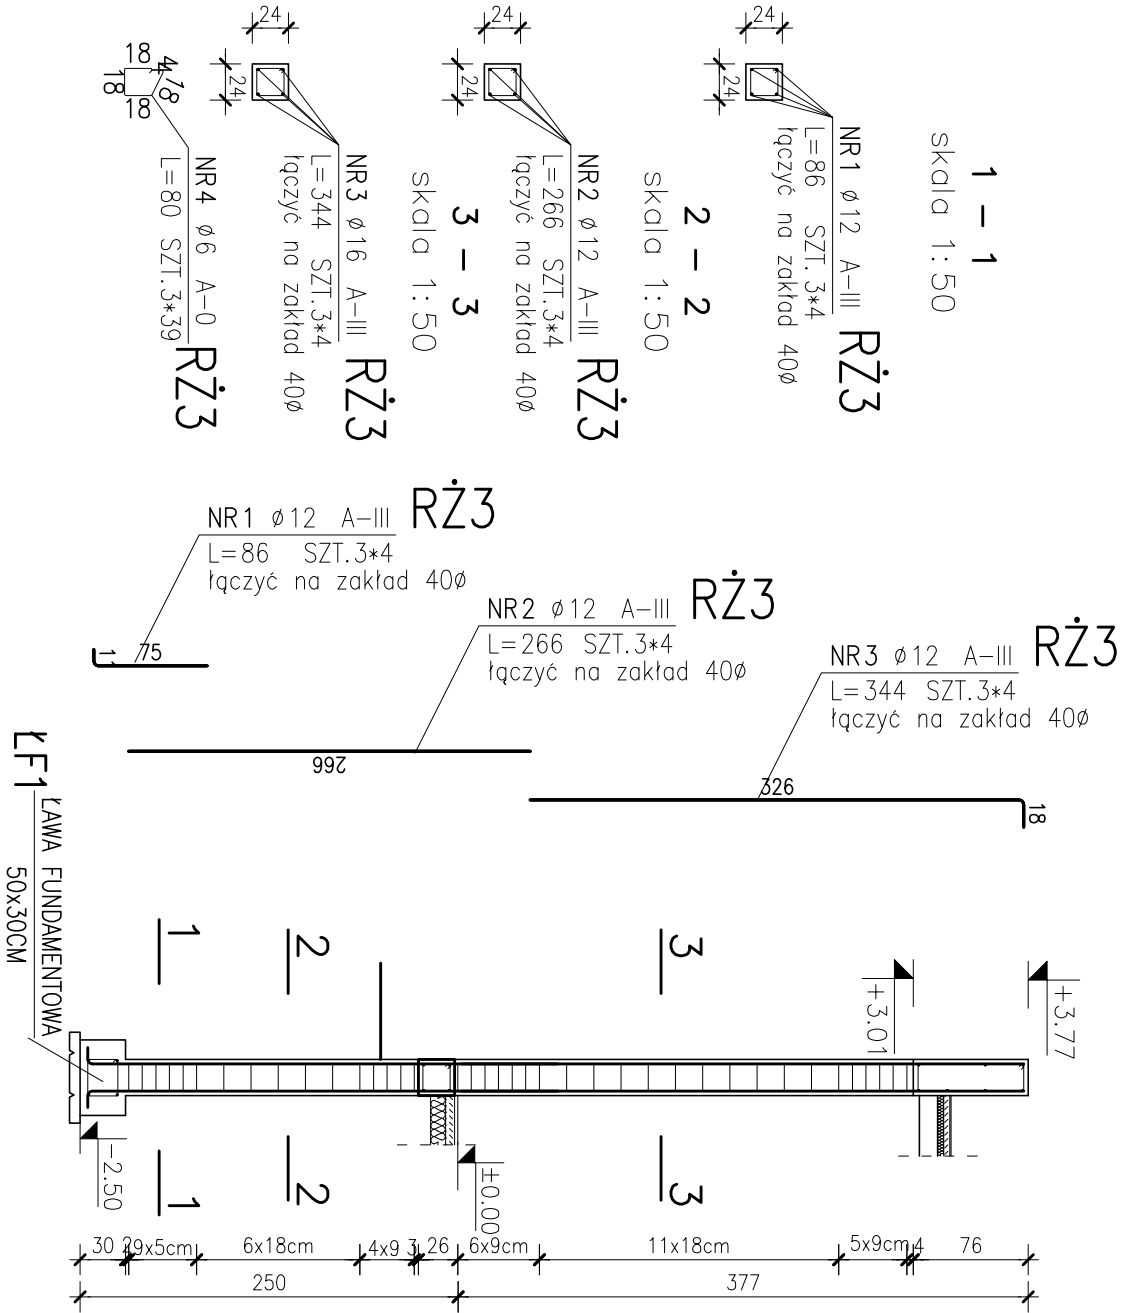 1 – 1
skala 1:50
24
24
NR1 ø12 A-III
L=86 SZT.3*4
łączyć na zakład 40ø
RŻ3
2 – 2
skala 1:50
24
24
NR2 ø12 A-III
L=266 SZT.3*4
łączyć na zakład 40ø
RŻ3
3 – 3
skala 1:50
24
24
NR3 ø16 A-III
L=344 SZT.3*4
łączyć na zakład 40ø
RŻ3
18
4
18
18
18
NR4 ø6 A-0
L=80 SZT.3*39
RŻ3
NR1 ø12 A-III RŻ3
L=86 SZT.3*4
łączyć na zakład 40ø
75
NR2 ø12 A-III RŻ3
L=266 SZT.3*4
łączyć na zakład 40ø
266
NR3 ø12 A-III RŻ3
L=344 SZT.3*4
łączyć na zakład 40ø
326
18
ŁF1
ŁAWA FUNDAMENTOWA
50x30CM
1
2
3
+3.01
+3.77
-2.50
±0.00
1
2
3
30 29x5cm 6x18cm 4x9 3 26 6x9cm 11x18cm 5x9cm 4 76
250 377